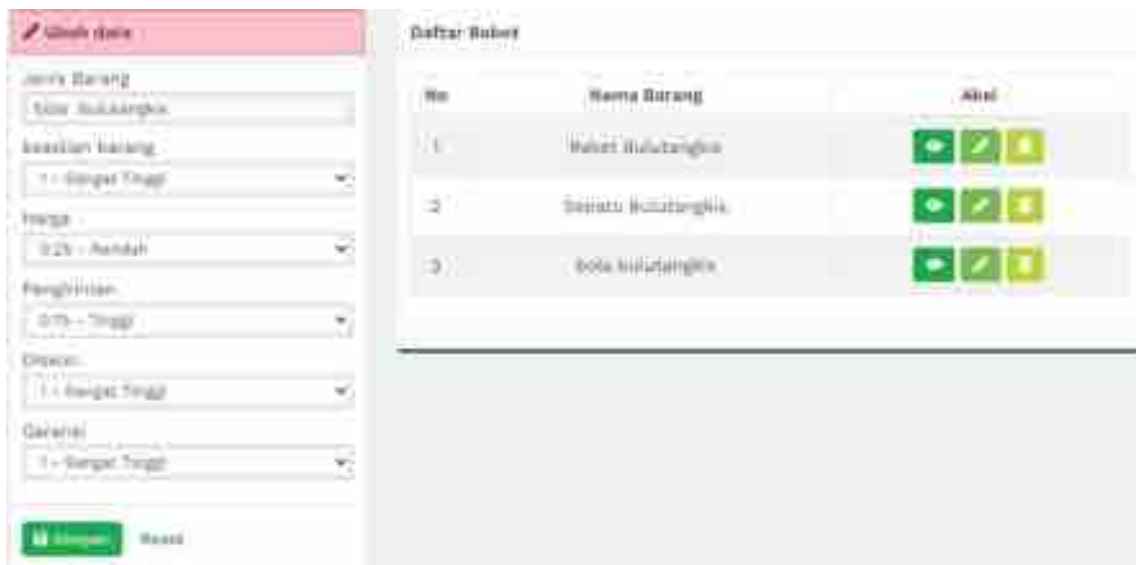 Ubah data
Jenis Barang
bola bulutangkis
keaslian barang
1 - Sangat Tinggi
Harga
0.25 - Rendah
Pengiriman
0.75 - Tinggi
1 - Sangat Tinggi
Garansi
1 - Sangat Tinggi
Simpan
Reset
Daftar Bobot
No
Nama Barang
Aksi
1
Raket Bulutangkis
2
Sepatu Bulutangkis
3
bola bulutangkis